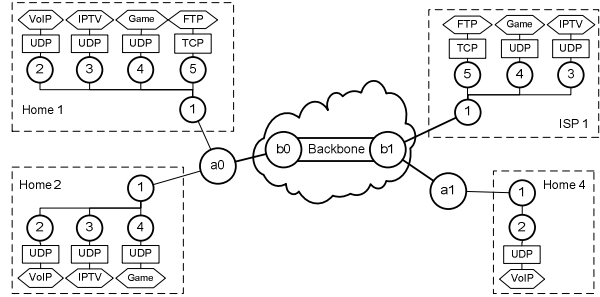 VoIP IPTV Game FTP
UDP UDP UDP TCP
2 3 4 5
1
Home 1
FTP Game IPTV
TCP UDP UDP
5 4 3
1
ISP 1
a0 b0 Backbone b1 a1
Home2
1
2 3 4
UDP UDP UDP
VoIP IPTV Game
Home 4
1
2
UDP
VoIP